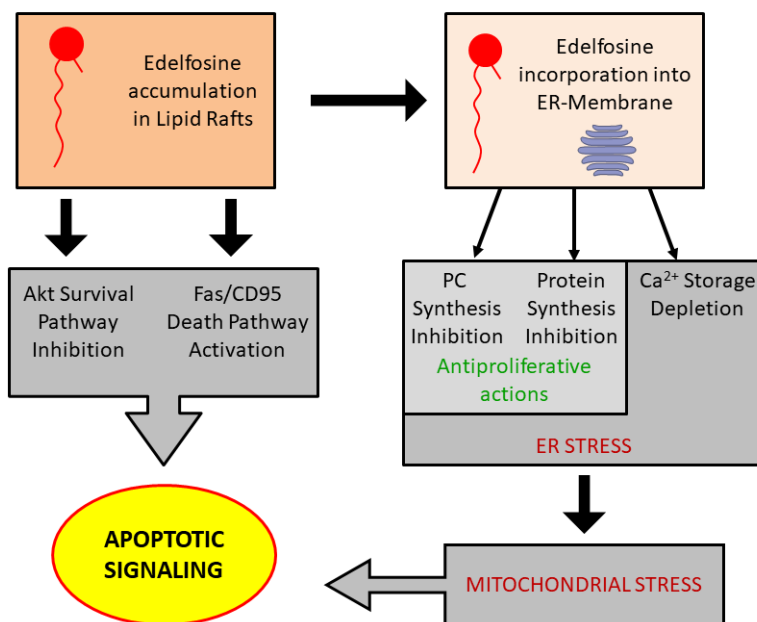 Edelfosine
accumulation
in Lipid Rafts
Edelfosine
incorporation into
ER-Membrane
Akt Survival
Pathway
Inhibition
Fas/CD95
Death Pathway
Activation
PC
Synthesis
Inhibition
Protein
Synthesis
Inhibition
Antiproliferative
actions
Ca²⁺ Storage
Depletion
ER STRESS
APOPTOTIC
SIGNALING
MITOCHONDRIAL STRESS